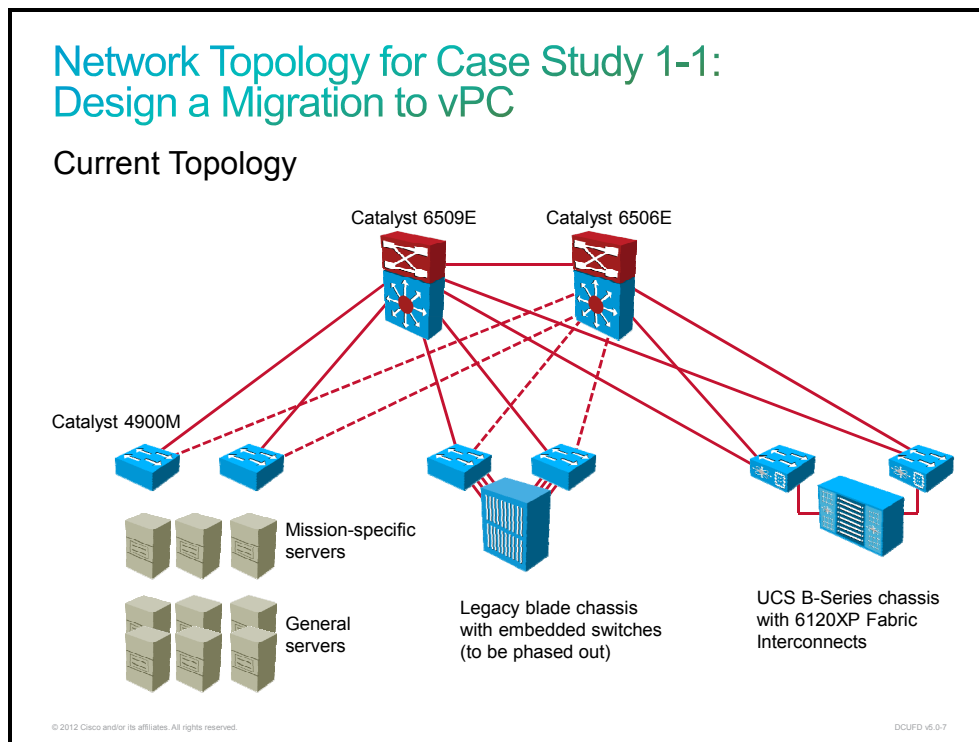 Network Topology for Case Study 1-1:
Design a Migration to vPC
Current Topology
Catalyst 6509E
Catalyst 6506E
Catalyst 4900M
Mission-specific
servers
General
servers
Legacy blade chassis
with embedded switches
(to be phased out)
UCS B-Series chassis
with 6120XP Fabric
Interconnects
© 2012 Cisco and/or its affiliates. All rights reserved.
DCUFD v5.0-7